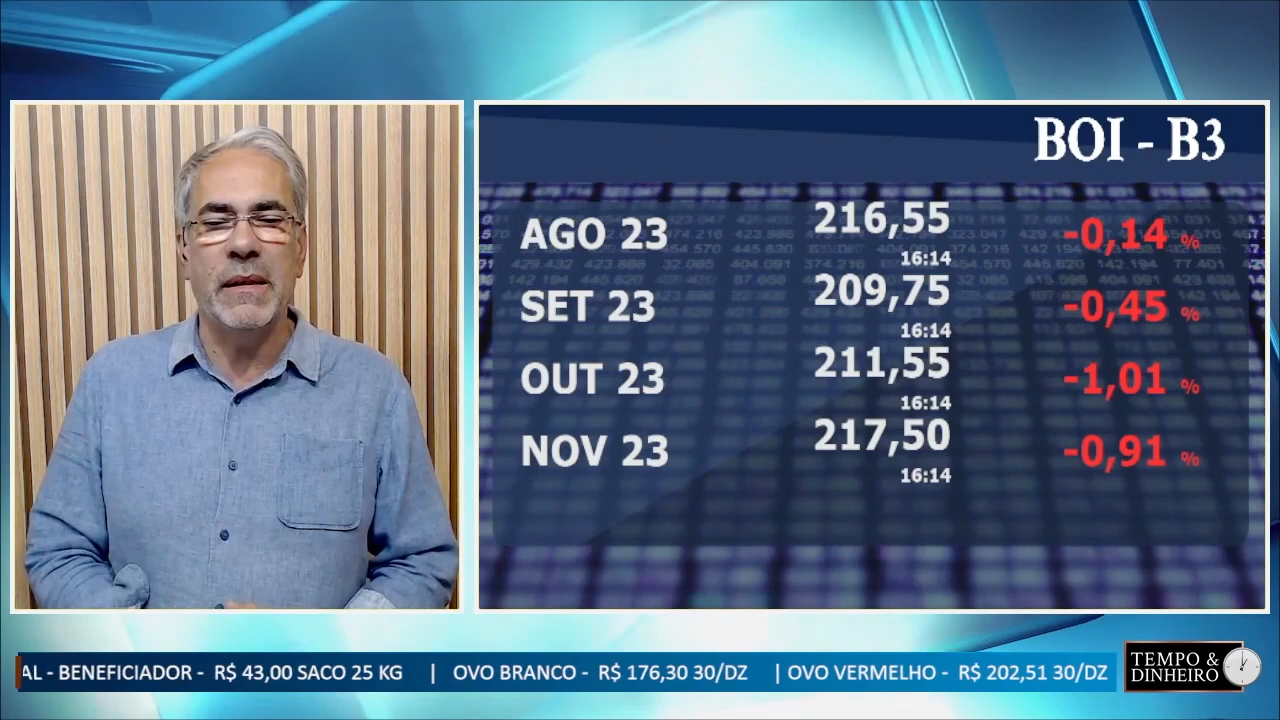 BOI - B3
AGO 23 216,55 -0,14 %
16:14
SET 23 209,75 -0,45 %
16:14
OUT 23 211,55 -1,01 %
16:14
NOV 23 217,50 -0,91 %
16:14
AL - BENEFICIADOR - R$ 43,00 SACO 25 KG | OVO BRANCO - R$ 176,30 30/DZ | OVO VERMELHO - R$ 202,51 30/DZ
TEMPO &
DINHEIRO